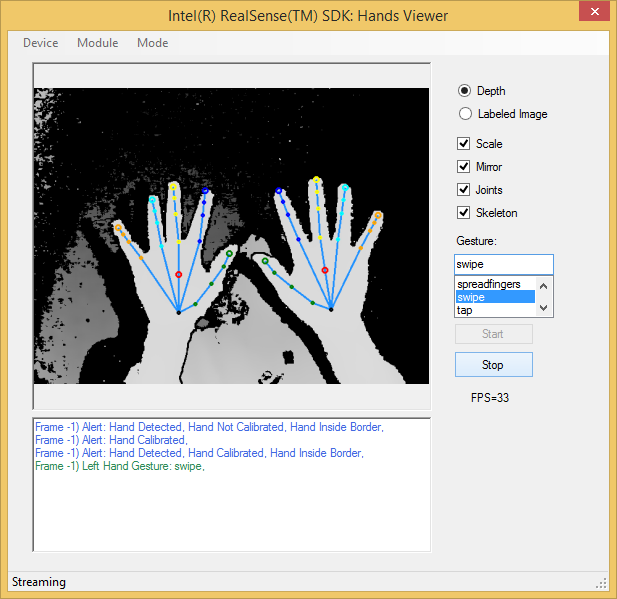 Intel(R) RealSense(TM) SDK: Hands Viewer
Device Module Mode
Depth
Labeled Image
Scale
Mirror
Joints
Skeleton
Gesture:
swipe
spreadfingers
swipe
tap
Start
Stop
FPS=33
Frame -1) Alert: Hand Detected, Hand Not Calibrated, Hand Inside Border,
Frame -1) Alert: Hand Calibrated,
Frame -1) Alert: Hand Detected, Hand Calibrated, Hand Inside Border,
Frame -1) Left Hand Gesture: swipe,
Streaming